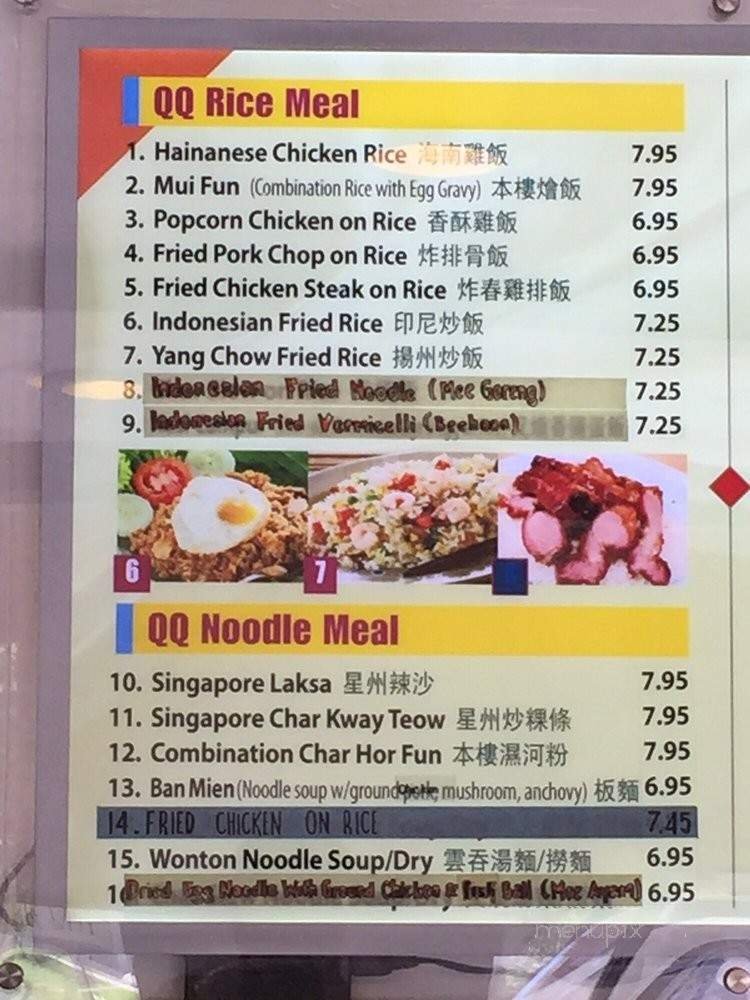 QQ Rice Meal
1. Hainanese Chicken Rice 海南雞飯 7.95
2. Mui Fun (Combination Rice with Egg Gravy) 本樓燴飯 7.95
3. Popcorn Chicken on Rice 香酥雞飯 6.95
4. Fried Pork Chop on Rice 炸排骨飯 6.95
5. Fried Chicken Steak on Rice 炸春雞排飯 6.95
6. Indonesian Fried Rice 印尼炒飯 7.25
7. Yang Chow Fried Rice 揚州炒飯 7.25
8. Indonesian Fried Noodle (Mee Goreng) 7.25
9. Indonesian Fried Vermicelli (Beehoon) 7.25
6 7
QQ Noodle Meal
10. Singapore Laksa 星州辣沙 7.95
11. Singapore Char Kway Teow 星州炒粿條 7.95
12. Combination Char Hor Fun 本樓濕河粉 7.95
13. Ban Mien (Noodle soup w/ground mushroom, anchovy) 板麵 6.95
14. FRIED CHICKEN ON RICE 7.45
15. Wonton Noodle Soup/Dry 雲吞湯麵/撈麵 6.95
16 Dried Egg Noodle With Ground Chicken & Fish Ball (Mee Ayam) 6.95
menupix